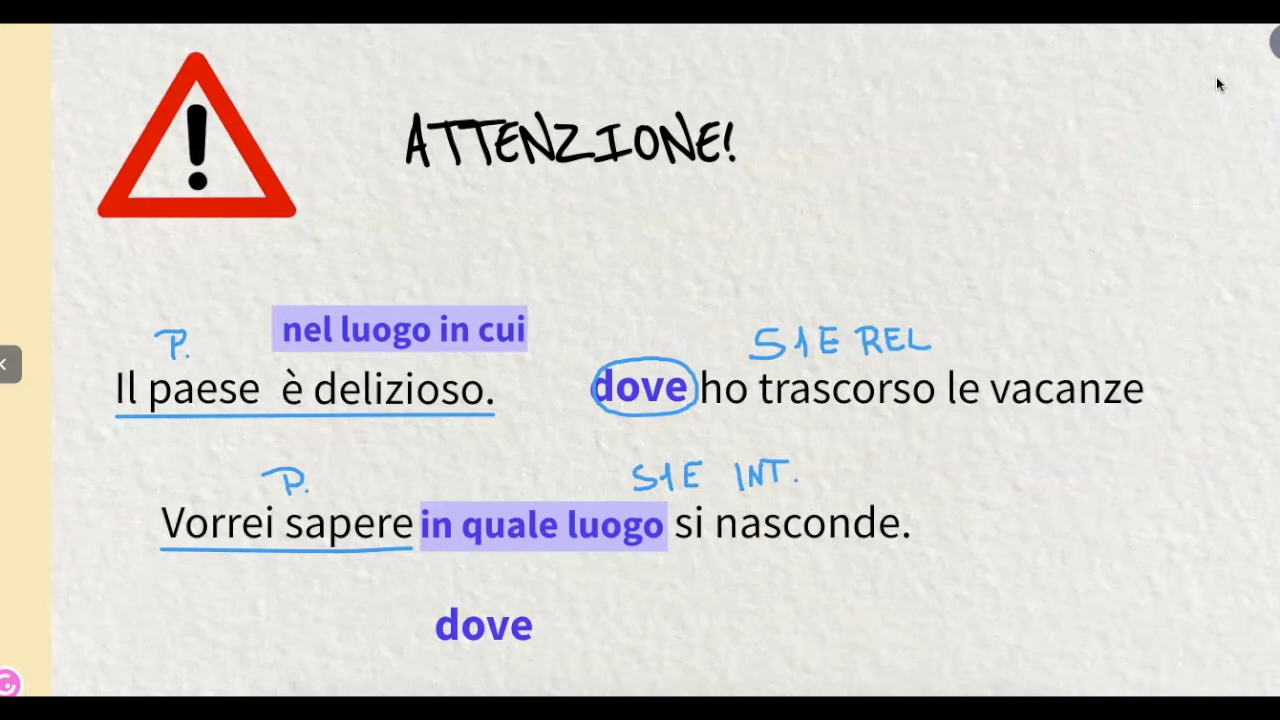 ATTENZIONE!
P. nel luogo in cui S1E REL
Il paese è delizioso. dove ho trascorso le vacanze
P. S1E INT.
Vorrei sapere in quale luogo si nasconde.
dove